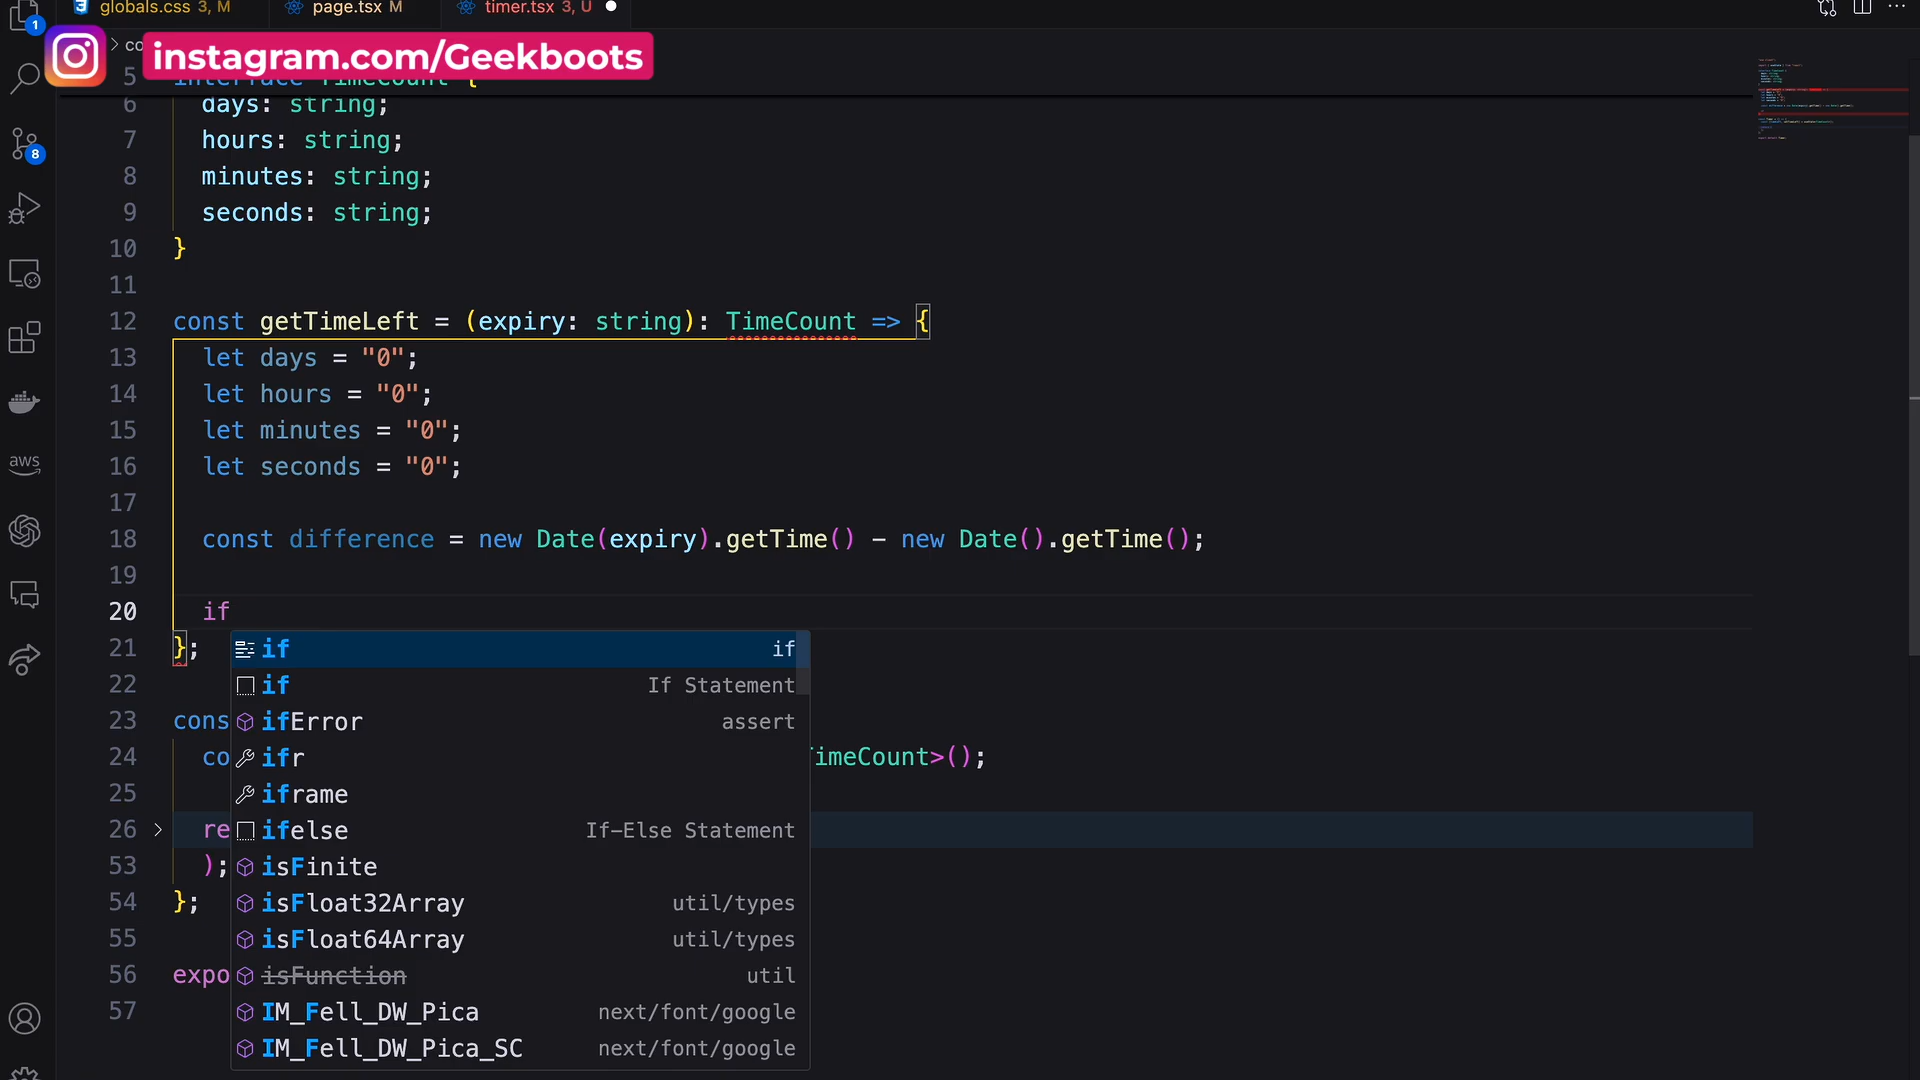 globals.css 3, M
page.tsx M
timer.tsx 3, U
1
instagram.com/Geekboots
5 interface TimeCount {
6 days: string;
7 hours: string;
8 minutes: string;
9 seconds: string;
10 }
11
12 const getTimeLeft = (expiry: string): TimeCount => {
13 let days = "0";
14 let hours = "0";
15 let minutes = "0";
16 let seconds = "0";
17
18 const difference = new Date(expiry).getTime() - new Date().getTime();
19
20 if
21 };
22
23 cons
24 co TimeCount>();
25
26 re
53 );
54 };
55
56 expo
57
if if
if If Statement
ifError assert
ifr
iframe
ifelse If-Else Statement
isFinite
isFloat32Array util/types
isFloat64Array util/types
isFunction util
IM_Fell_DW_Pica next/font/google
IM_Fell_DW_Pica_SC next/font/google
8
aws